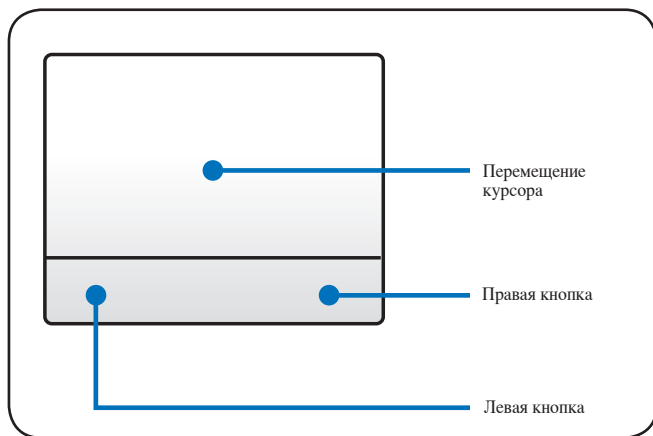 Перемещение
курсора
Правая кнопка
Левая кнопка